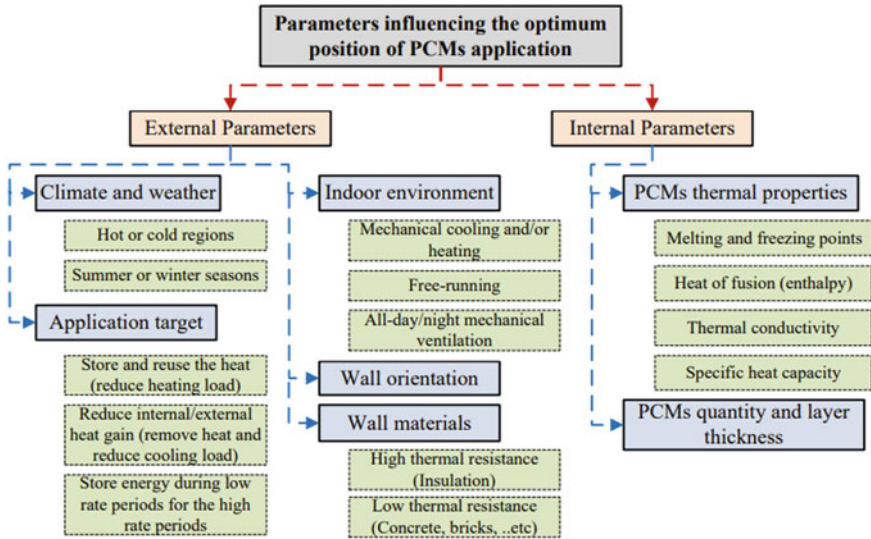 Parameters influencing the optimum
position of PCMs application
External Parameters
Internal Parameters
Climate and weather
Hot or cold regions
Summer or winter seasons
Application target
Store and reuse the heat
(reduce heating load)
Reduce internal/external
heat gain (remove heat and
reduce cooling load)
Store energy during low
rate periods for the high
rate periods
Indoor environment
Mechanical cooling and/or
heating
Free-running
All-day/night mechanical
ventilation
Wall orientation
Wall materials
High thermal resistance
(Insulation)
Low thermal resistance
(Concrete, bricks, ..etc)
PCMs thermal properties
Melting and freezing points
Heat of fusion (enthalpy)
Thermal conductivity
Specific heat capacity
PCMs quantity and layer
thickness